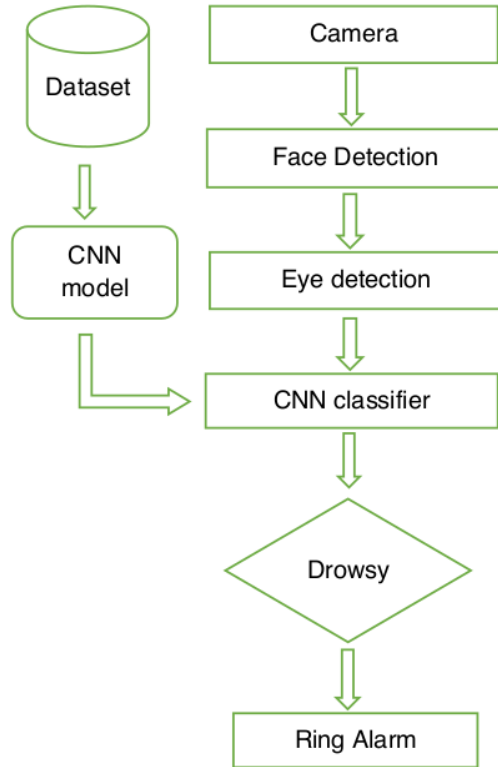 Camera
Dataset
Face Detection
CNN
model
Eye detection
CNN classifier
Drowsy
Ring Alarm